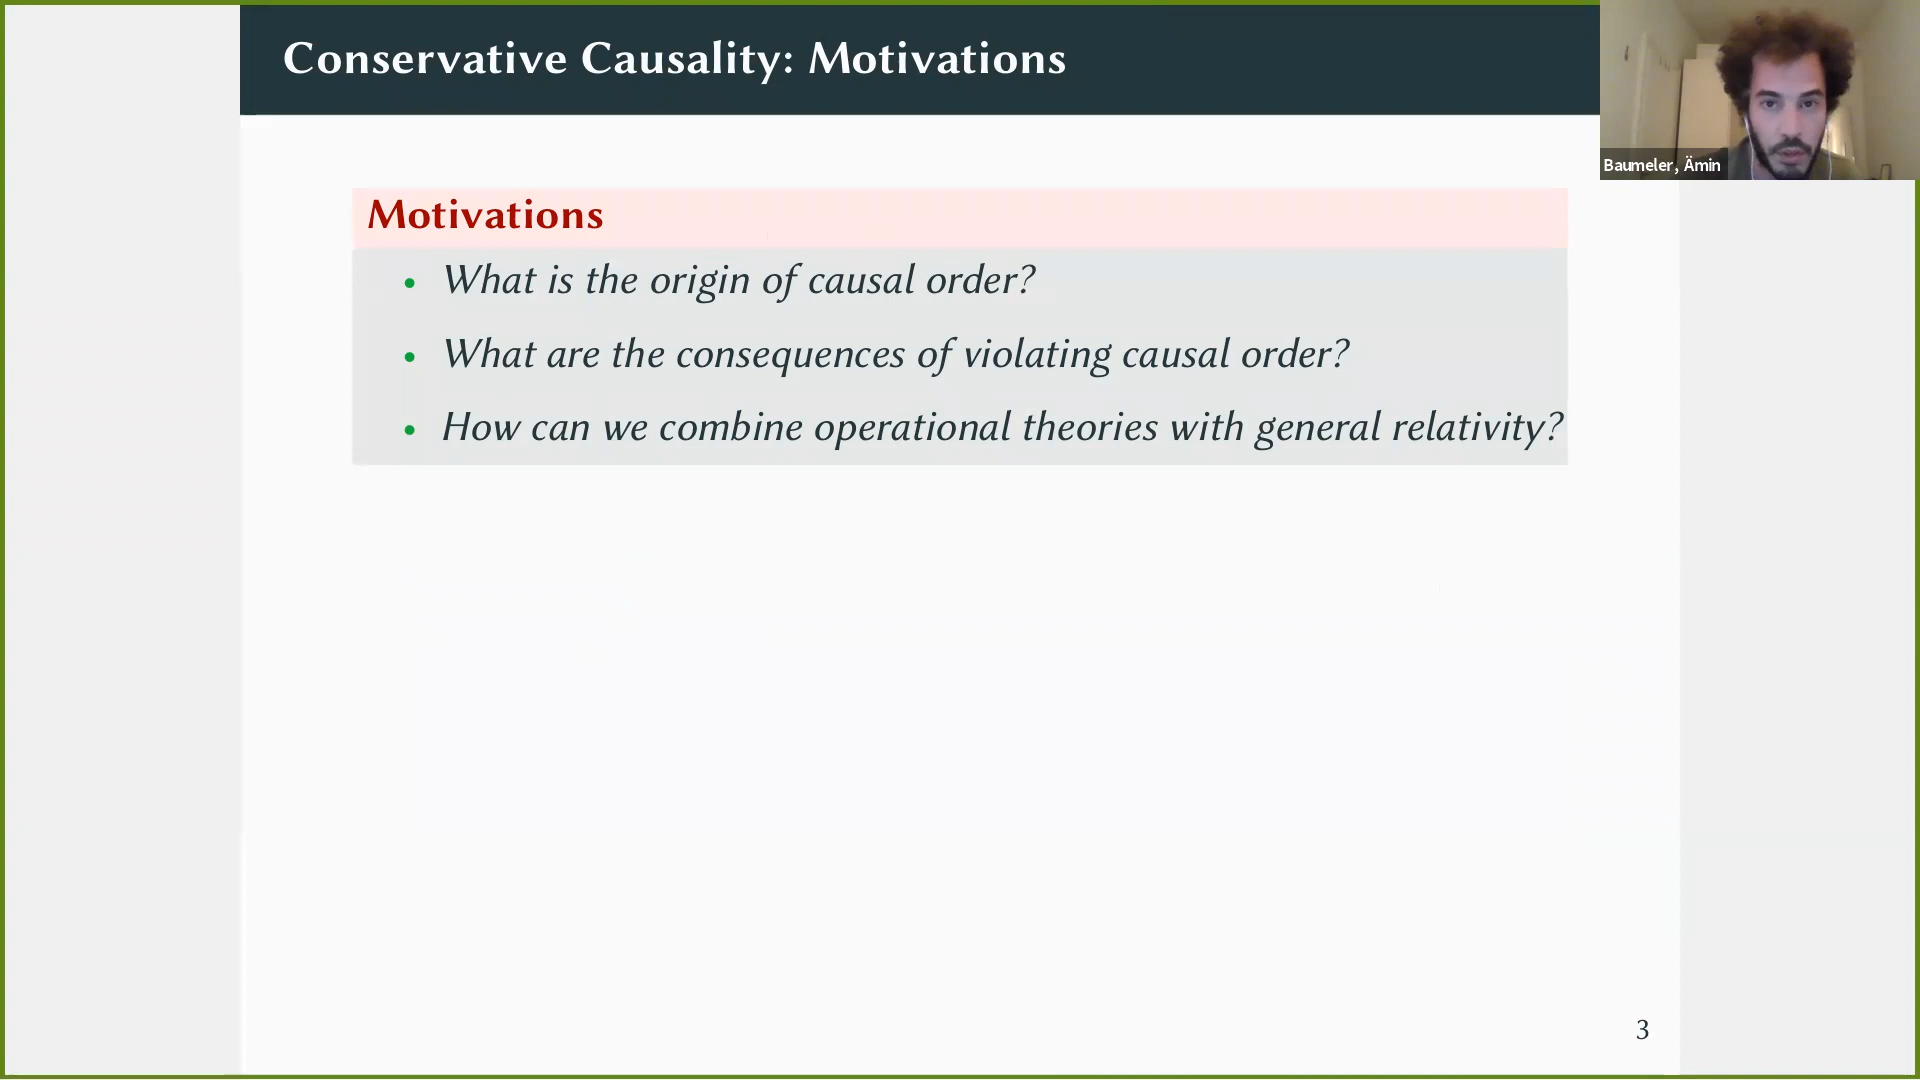 Conservative Causality: Motivations
Baumeler, Ämin
Motivations
• What is the origin of causal order?
• What are the consequences of violating causal order?
• How can we combine operational theories with general relativity?
3